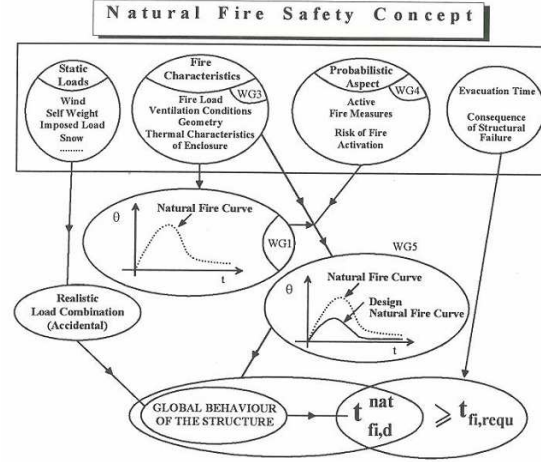 Natural Fire Safety Concept
Static
Loads
Wind
Self Weight
Imposed Load
Snow
.........
Fire
Characteristics
WG3
Fire Load
Ventilation Conditions
Geometry
Thermal Characteristics
of Enclosure
Probabilistic
Aspect
WG4
Active
Fire Measures
Risk of Fire
Activation
Evacuation Time
Consequence
of Structural
Failure
θ
Natural Fire Curve
WG1
t
WG5
Realistic
Load Combination
(Accidental)
θ
Natural Fire Curve
Design
Natural Fire Curve
t
GLOBAL BEHAVIOUR
OF THE STRUCTURE
t nat fi,d ⩾ t fi,requ